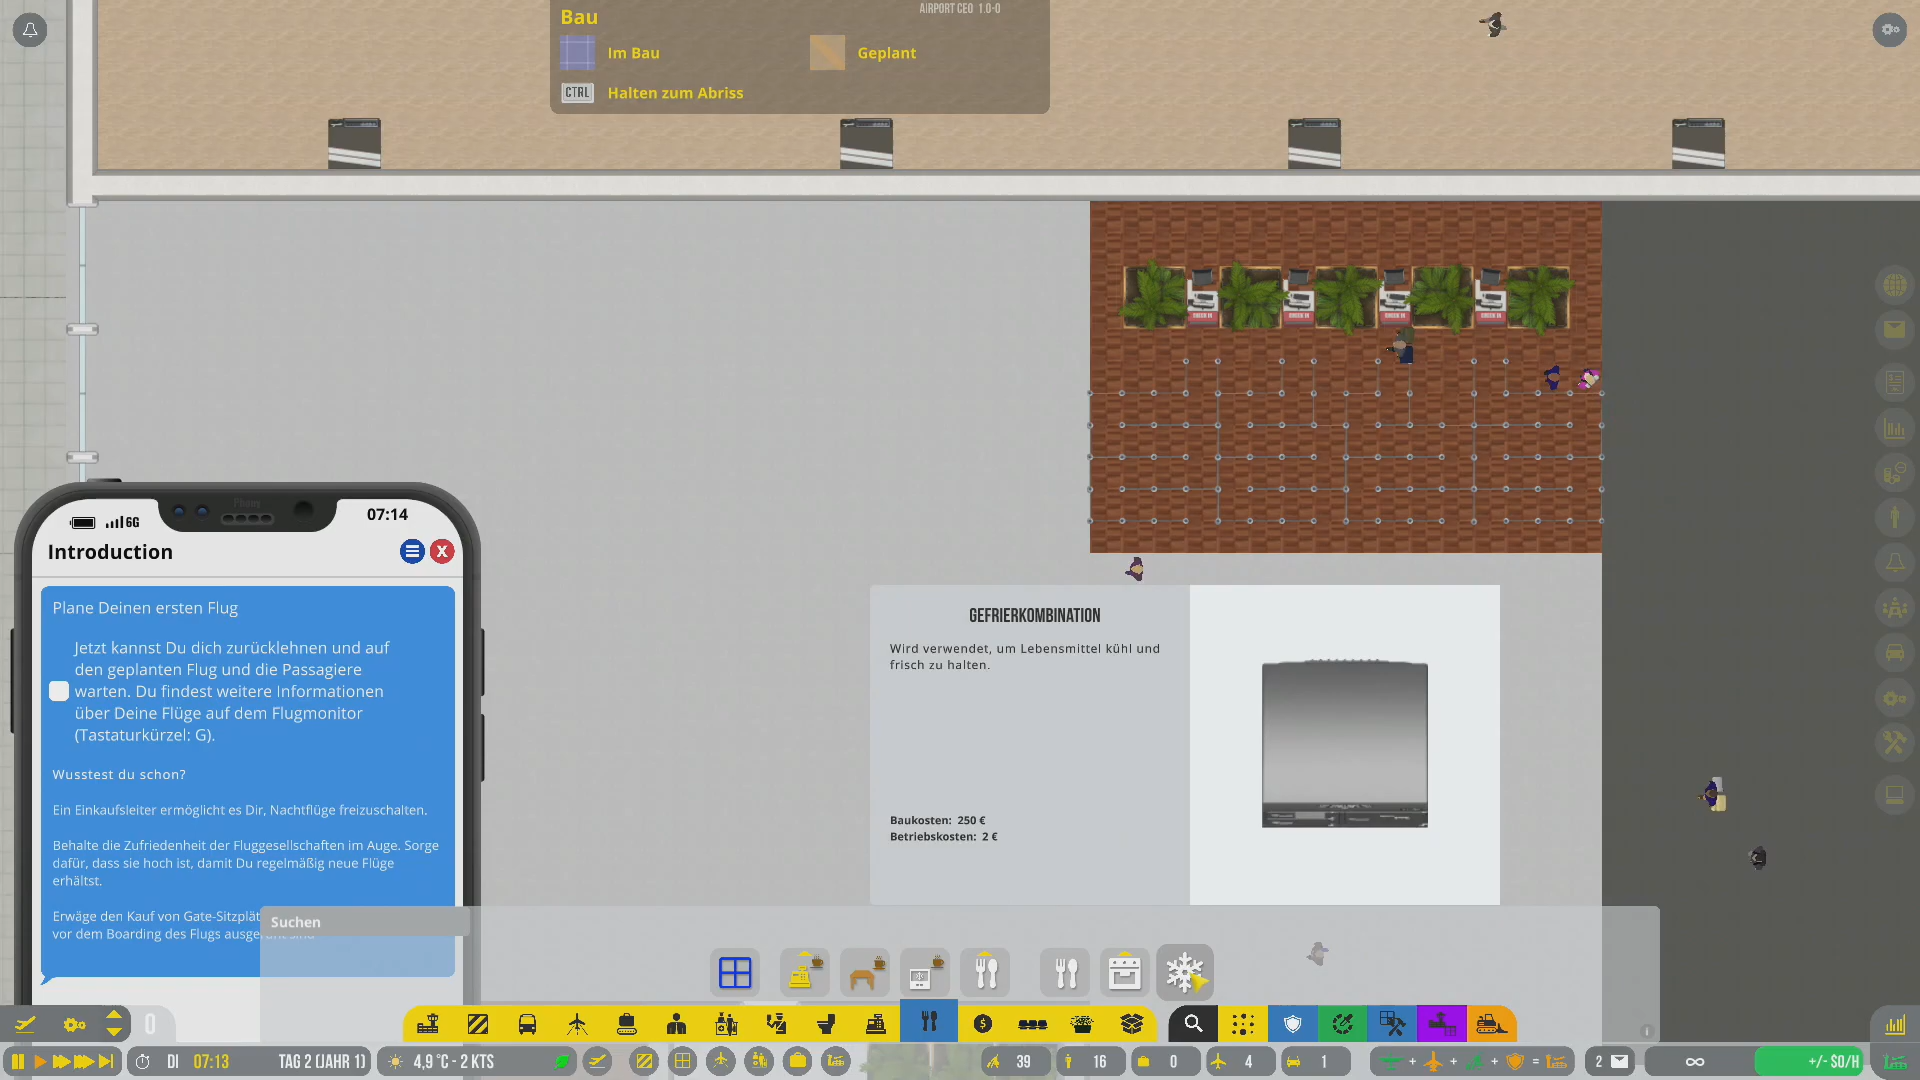 AIRPORT CEO 1.0-0
Bau
Im Bau
Geplant
CTRL
Halten zum Abriss
6G
Phony
07:14
Introduction
X
Plane Deinen ersten Flug
Jetzt kannst Du dich zurücklehnen und auf
den geplanten Flug und die Passagiere
warten. Du findest weitere Informationen
über Deine Flüge auf dem Flugmonitor
(Tastaturkürzel: G).
Wusstest du schon?
Ein Einkaufsleiter ermöglicht es Dir, Nachtflüge freizuschalten.
Behalte die Zufriedenheit der Fluggesellschaften im Auge. Sorge
dafür, dass sie hoch ist, damit Du regelmäßig neue Flüge
erhältst.
Erwäge den Kauf von Gate-Sitzplät
vor dem Boarding des Flugs
Suchen
GEFRIERKOMBINATION
Wird verwendet, um Lebensmittel kühl und
frisch zu halten.
Baukosten: 250 €
Betriebskosten: 2 €
0
DI
07:13
TAG 2 (JAHR 1)
4,9 °C - 2 KTS
39
16
0
4
1
+
+
+
=
2
∞
+/- $0/H